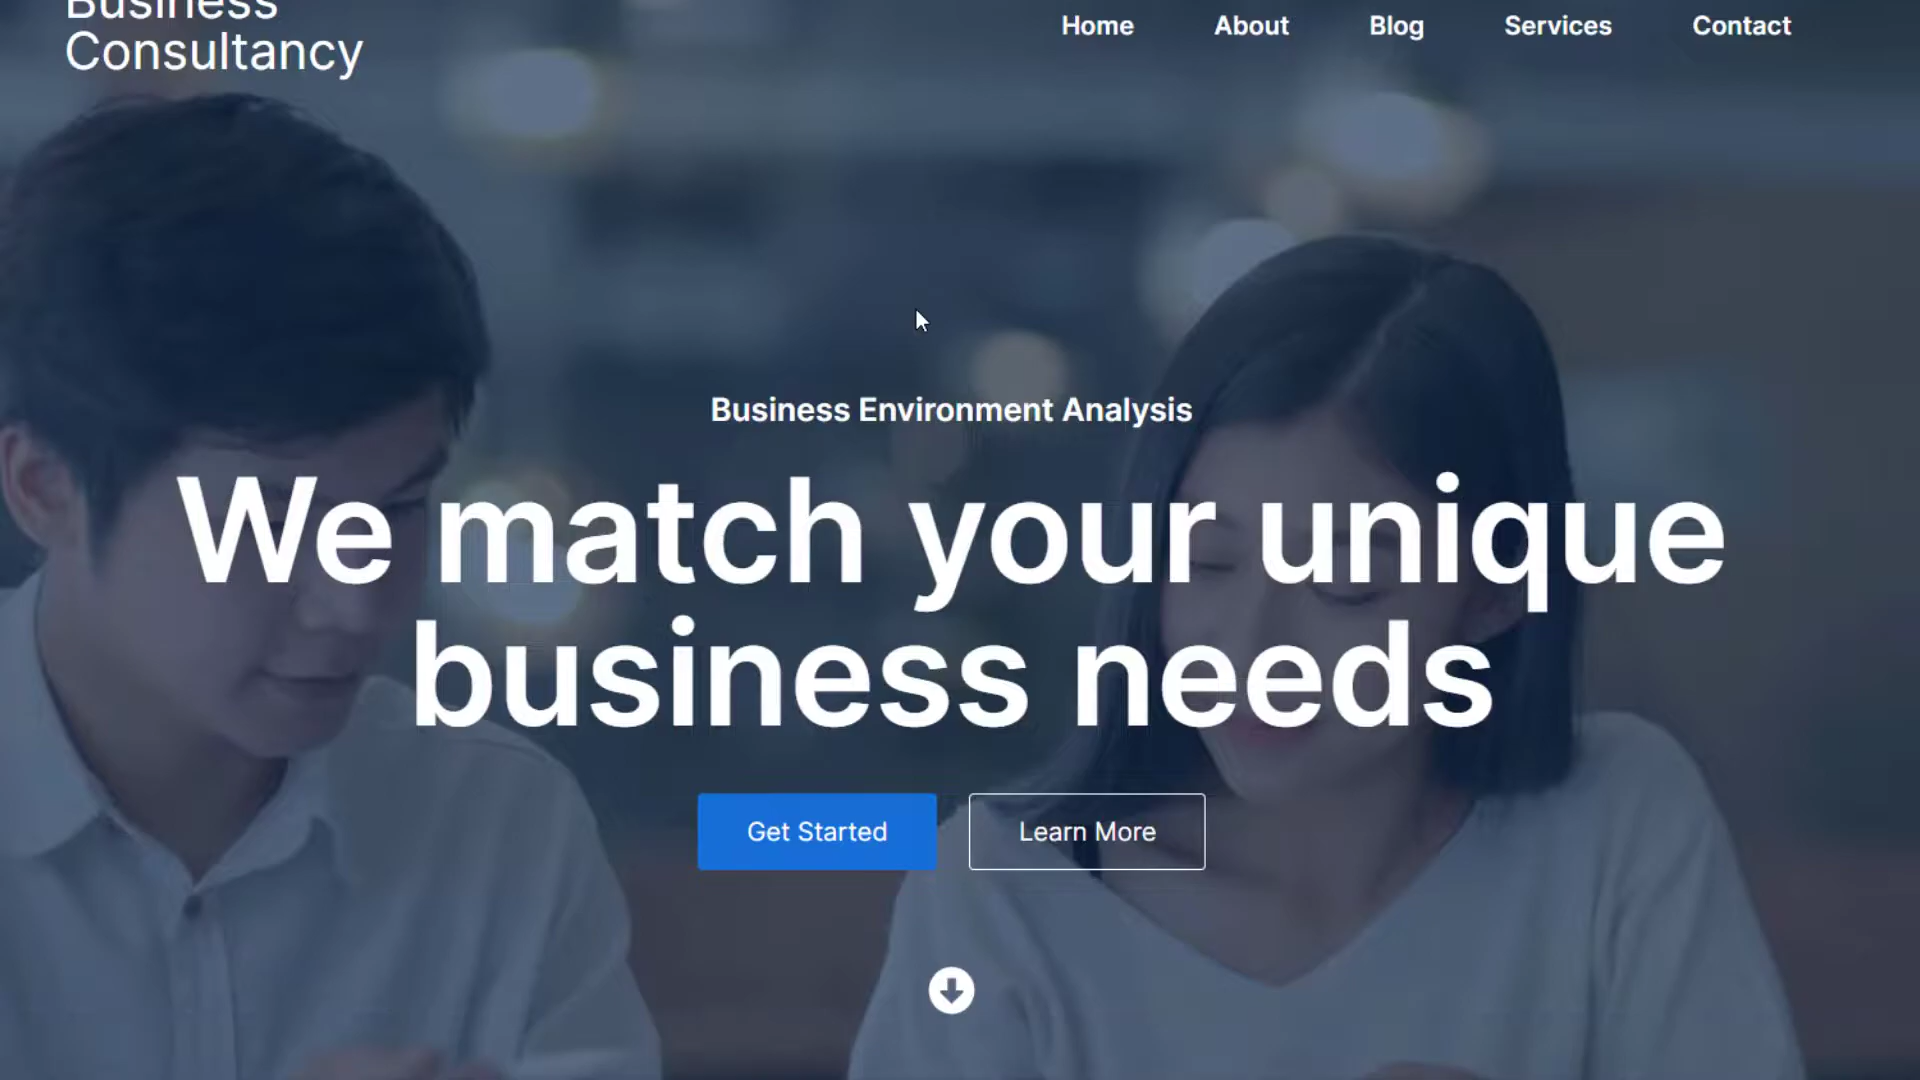 Business
Consultancy
Home About Blog Services Contact
Business Environment Analysis
We match your unique
business needs
Get Started Learn More